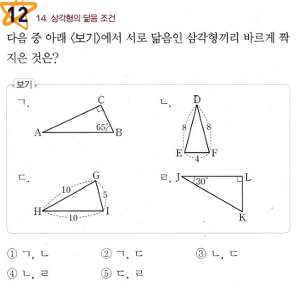 12 14. 삼각형의 닮음 조건
다음 중 아래 〈보기〉에서 서로 닮음인 삼각형끼리 바르게 짝
지은 것은?
보기
ㄱ. C ㄴ. D
A 65° B 8 8
E 4 F
ㄷ. G ㄹ. J L
10 5 30°
H 10 I K
① ㄱ, ㄴ ② ㄱ, ㄷ ③ ㄴ, ㄷ
④ ㄴ, ㄹ ⑤ ㄷ, ㄹ